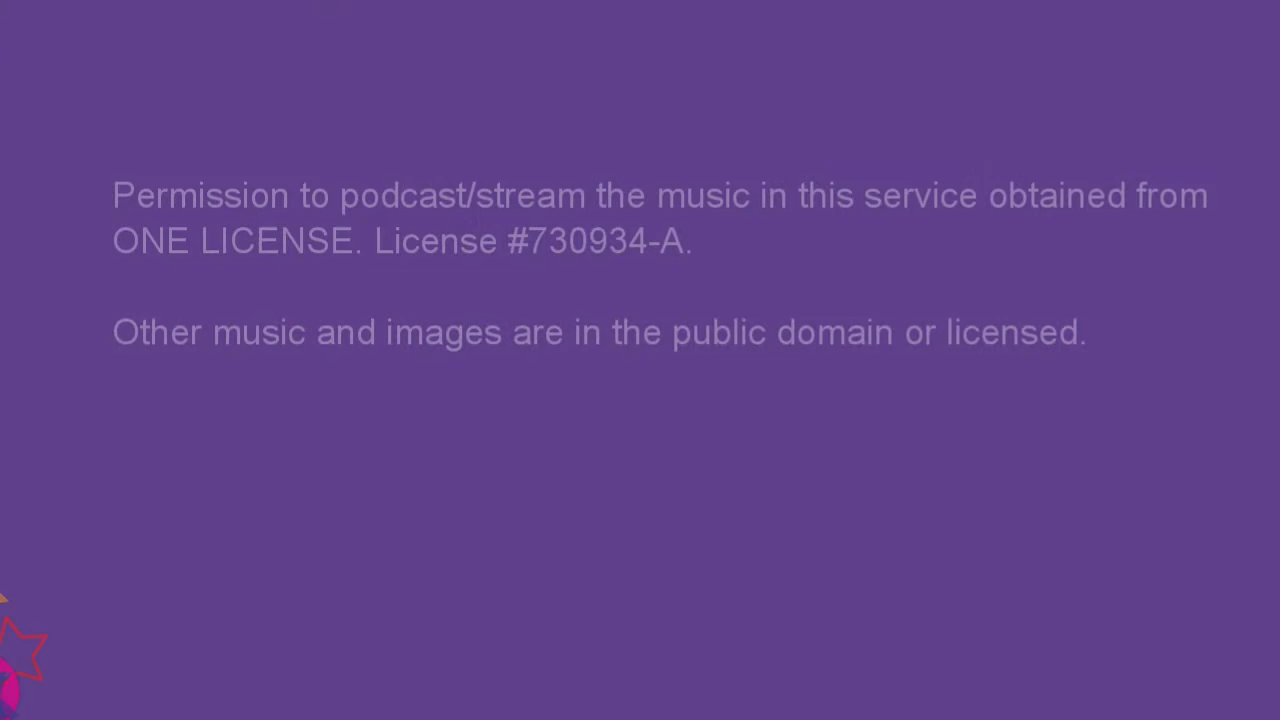 Permission to podcast/stream the music in this service obtained from
ONE LICENSE. License #730934-A.
Other music and images are in the public domain or licensed.